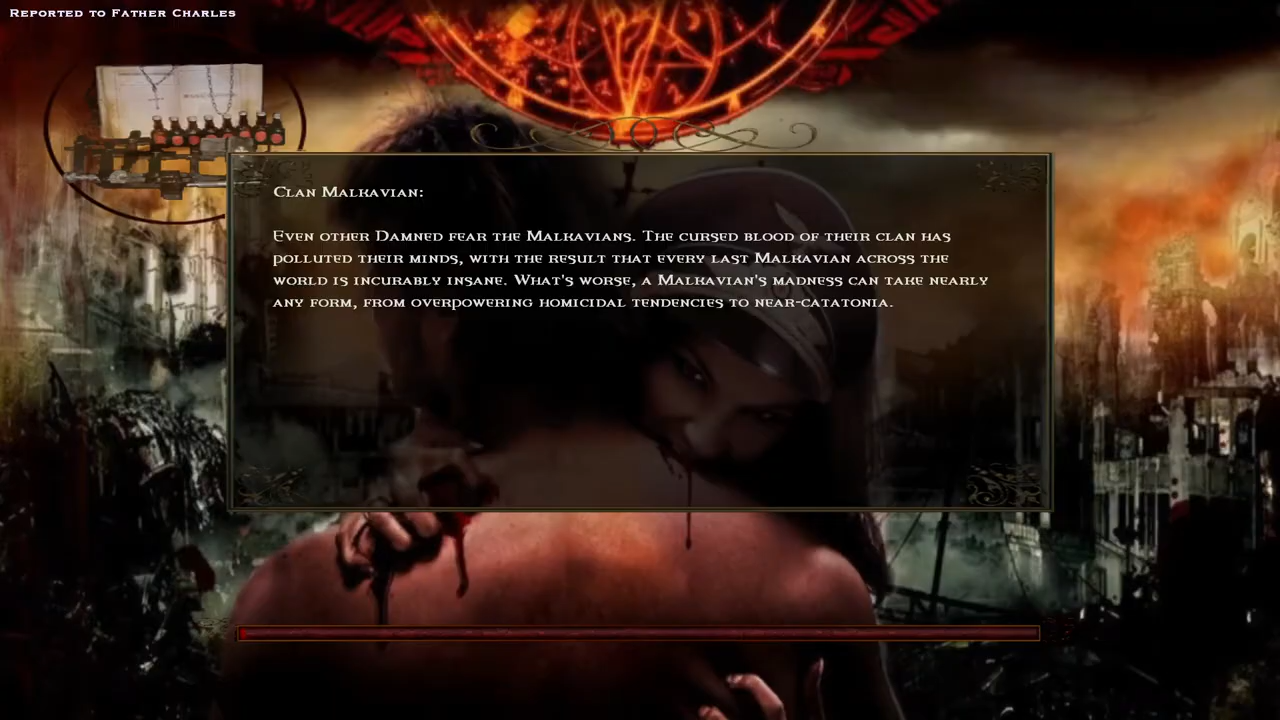 Reported to Father Charles
Clan Malkavian:
Even other Damned fear the Malkavians. The cursed blood of their clan has
polluted their minds, with the result that every last Malkavian across the
world is incurably insane. What's worse, a Malkavian's madness can take nearly
any form, from overpowering homicidal tendencies to near-catatonia.